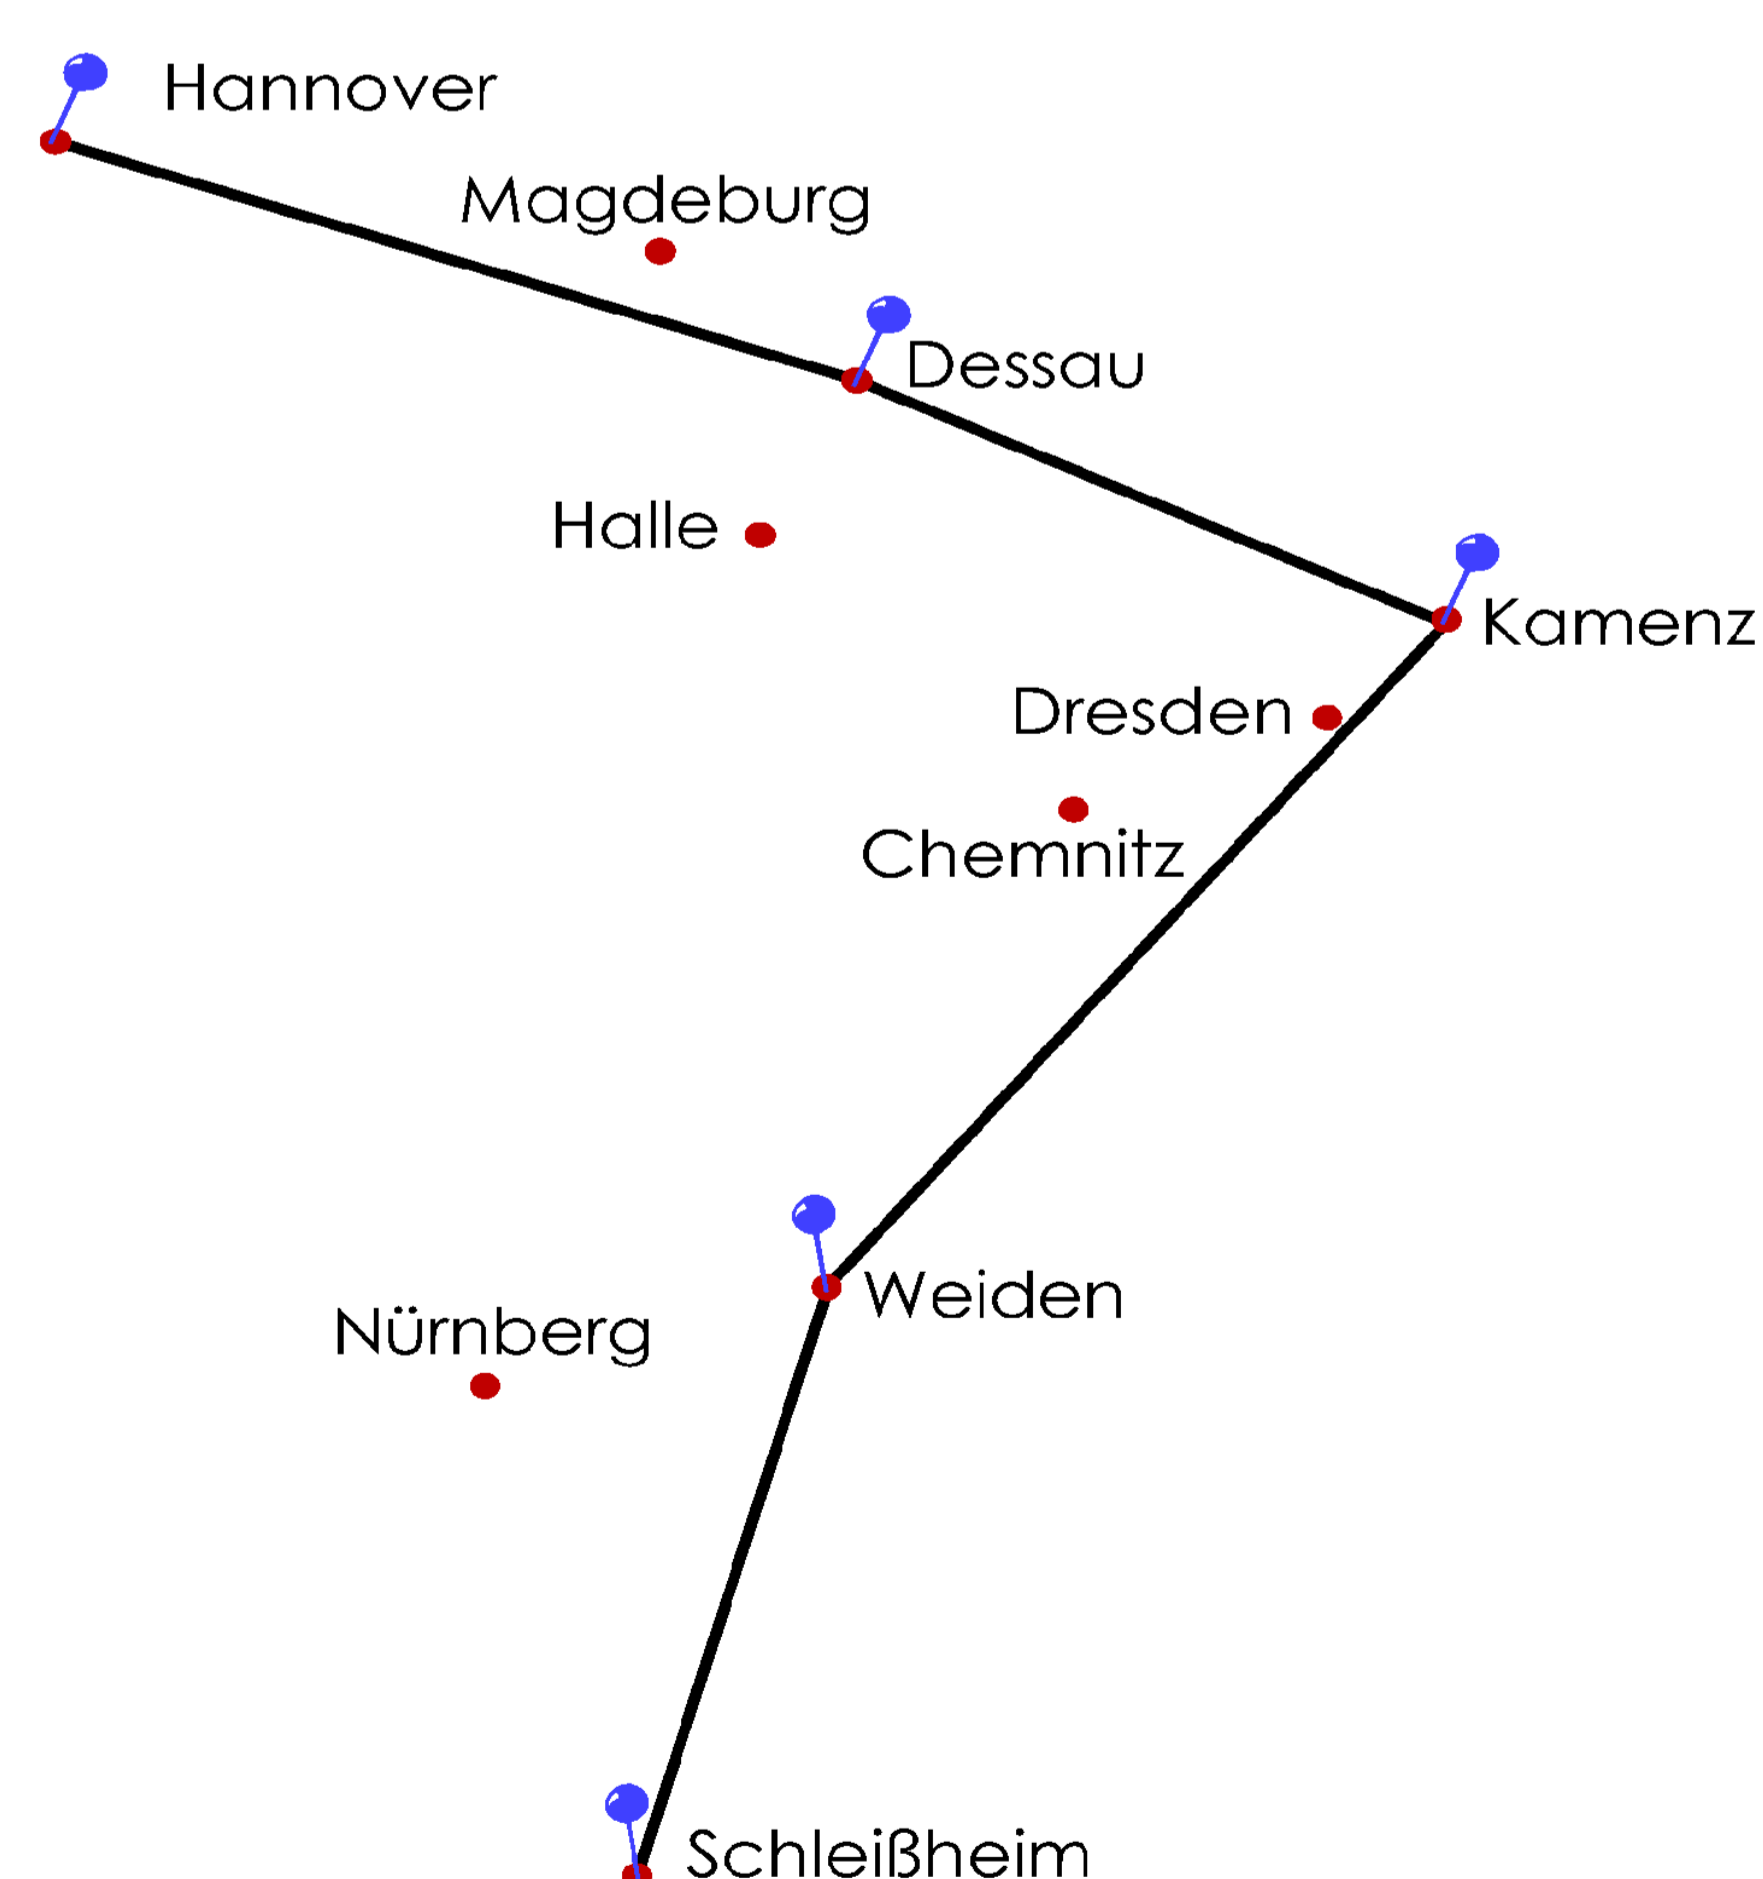 Hannover
Magdeburg
Dessau
Halle
Kamenz
Dresden
Chemnitz
Weiden
Nürnberg
Schleißheim